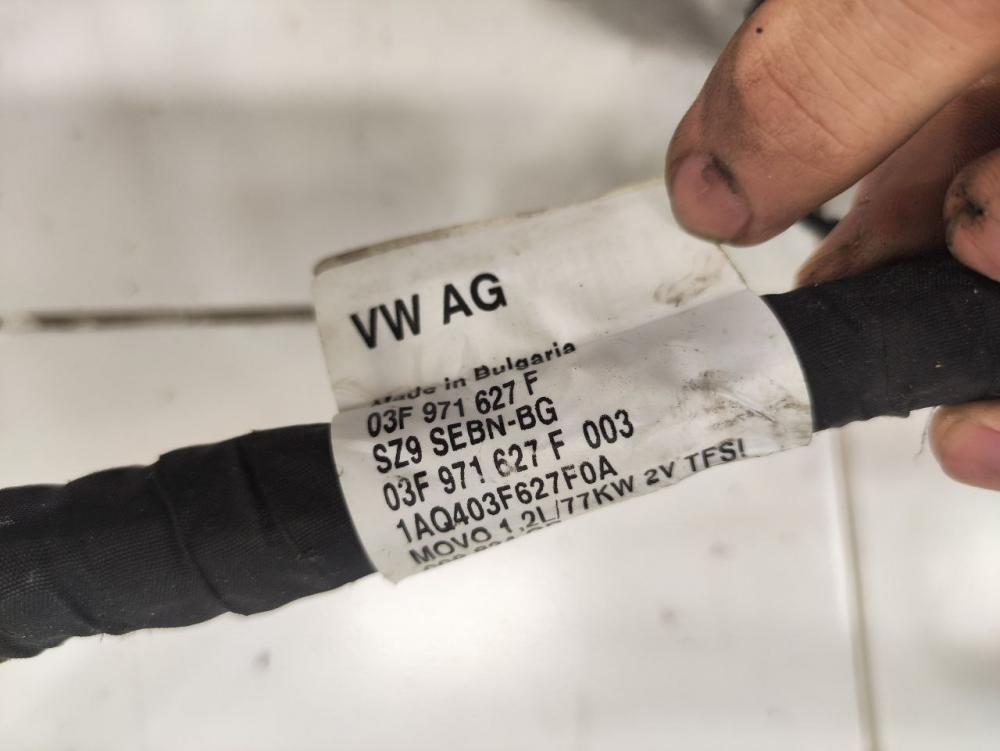 VW AG
Made in Bulgaria
03F 971 627 F
SZ9 SEBN-BG
03F 971 627 F 003
1AQ403F627F0A
MOVO 1,2L/77KW 2V TFSI